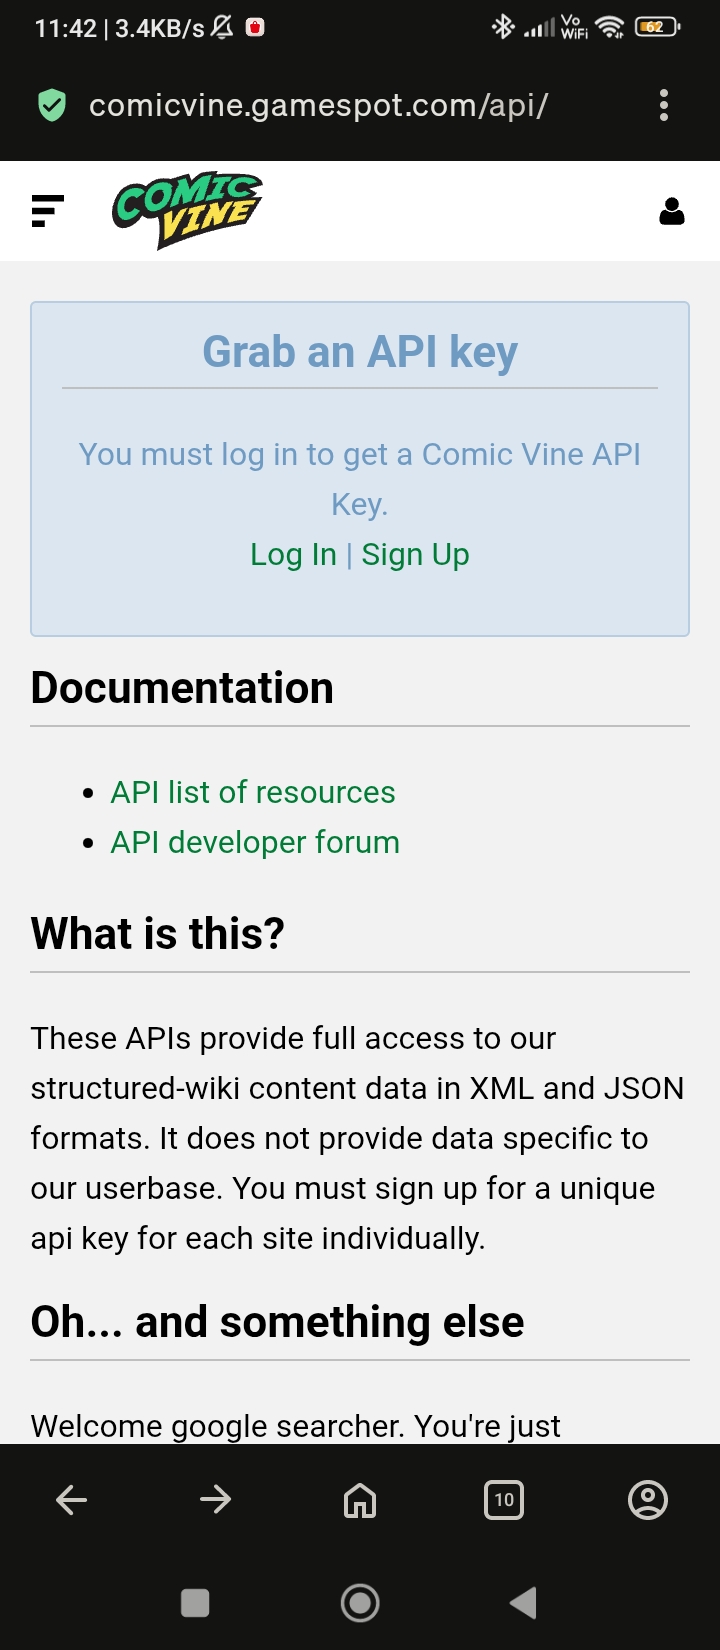 11:42 | 3.4KB/s
Vo
WiFi
62
comicvine.gamespot.com/api/
COMIC
VINE
Grab an API key
You must log in to get a Comic Vine API
Key.
Log In | Sign Up
Documentation
• API list of resources
• API developer forum
What is this?
These APIs provide full access to our
structured-wiki content data in XML and JSON
formats. It does not provide data specific to
our userbase. You must sign up for a unique
api key for each site individually.
Oh... and something else
Welcome google searcher. You're just
10